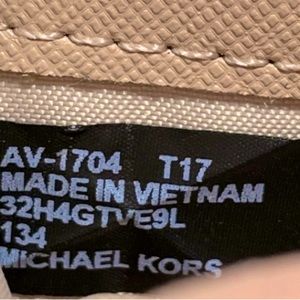 AV-1704 T17
MADE IN VIETNAM
32H4GTVE9L
134
MICHAEL KORS